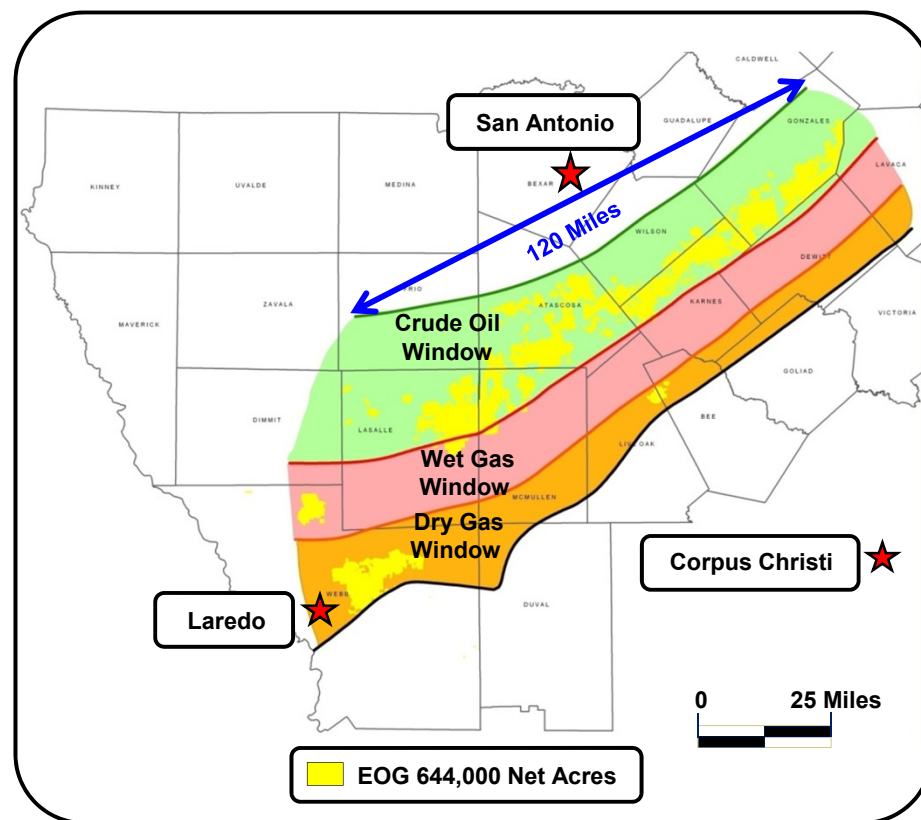 CALDWELL
San Antonio
GUADALUPE
GONZALES
KINNEY
UVALDE
MEDINA
BEXAR
LAVACA
120 Miles
WILSON
DEWITT
ZAVALA
RIO
ATASCOSA
MAVERICK
KARNES
VICTORIA
Crude Oil
Window
GOLIAD
DIMMIT
LASALLE
BEE
LIVE OAK
Wet Gas
Window
MCMULLEN
Dry Gas
Window
Corpus Christi
WEBB
DUVAL
Laredo
0 25 Miles
EOG 644,000 Net Acres